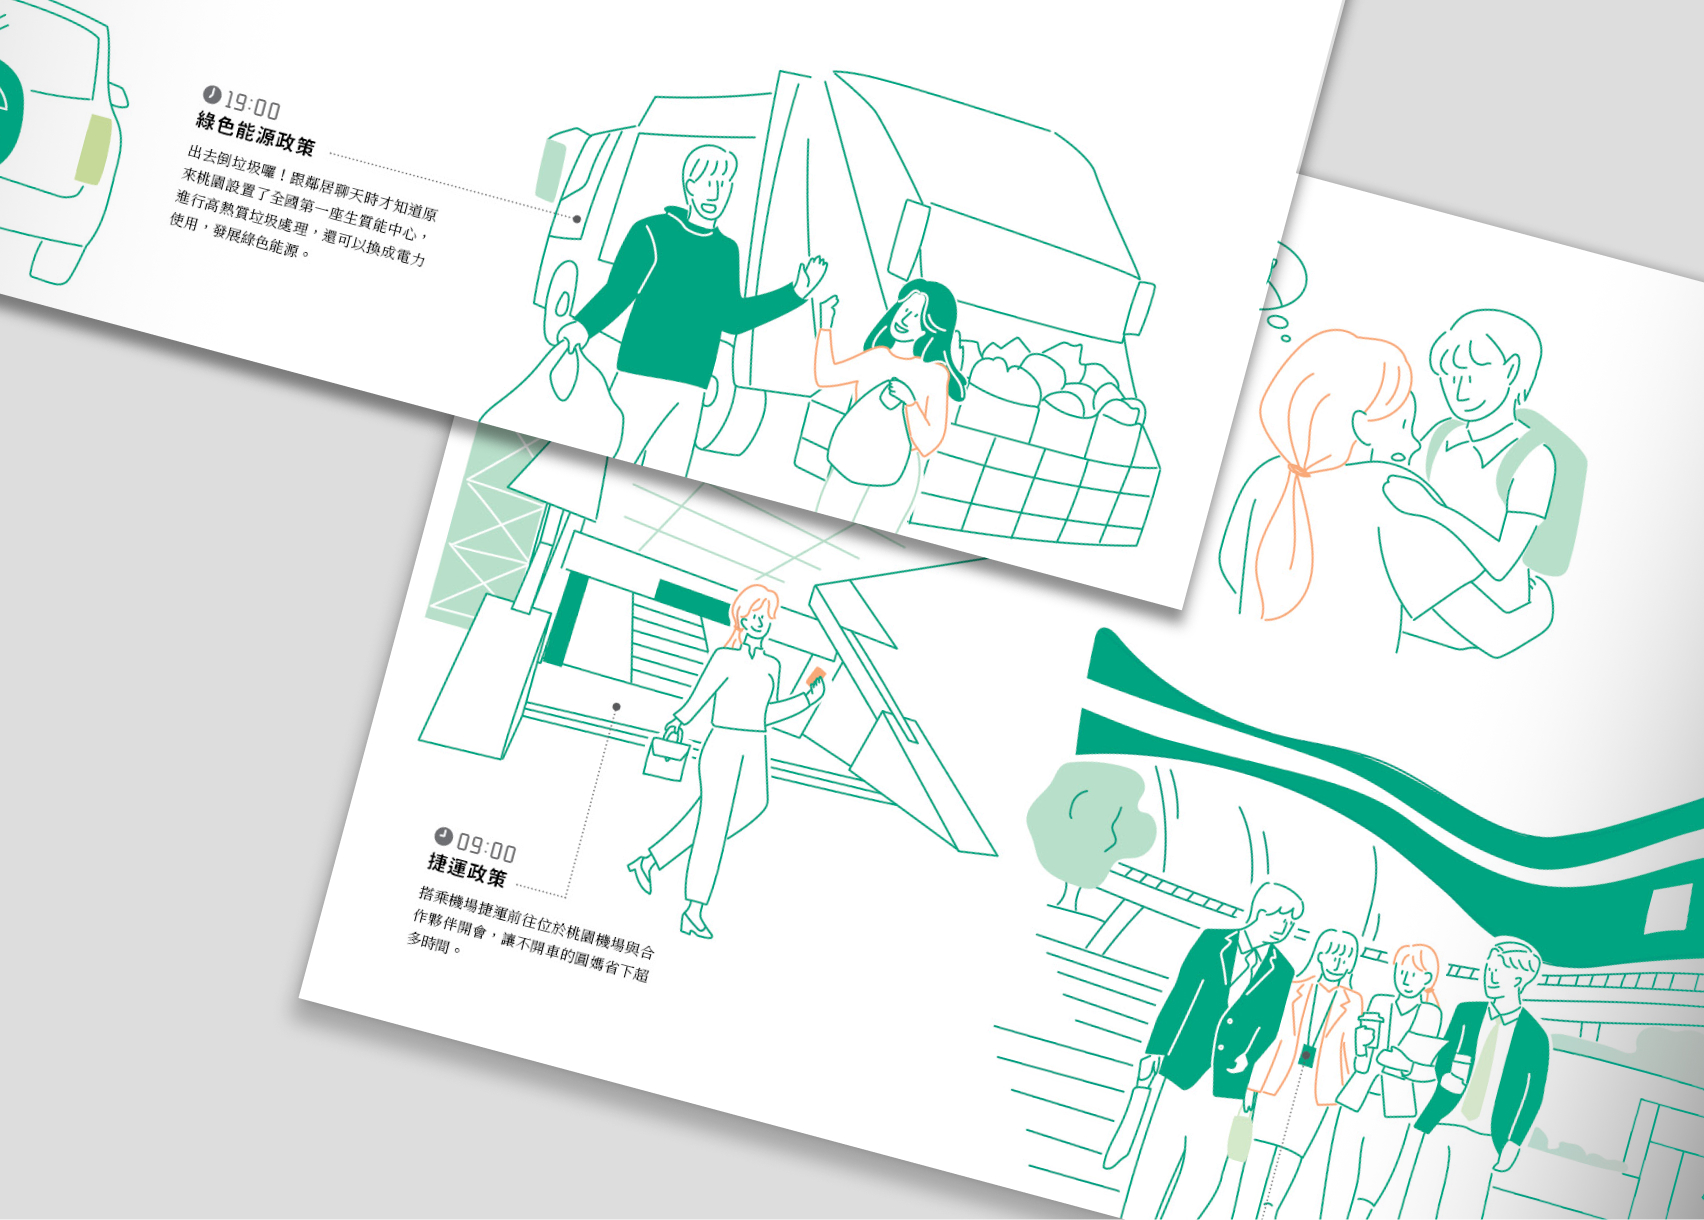 19:00
綠色能源政策
出去倒垃圾囉！跟鄰居聊天時才知道原
來桃園設置了全國第一座生質能中心，
進行高熱質垃圾處理，還可以換成電力
使用，發展綠色能源。
09:00
捷運政策
搭乘機場捷運前往位於桃園機場與合
作夥伴開會，讓不開車的圓媽省下超
多時間。